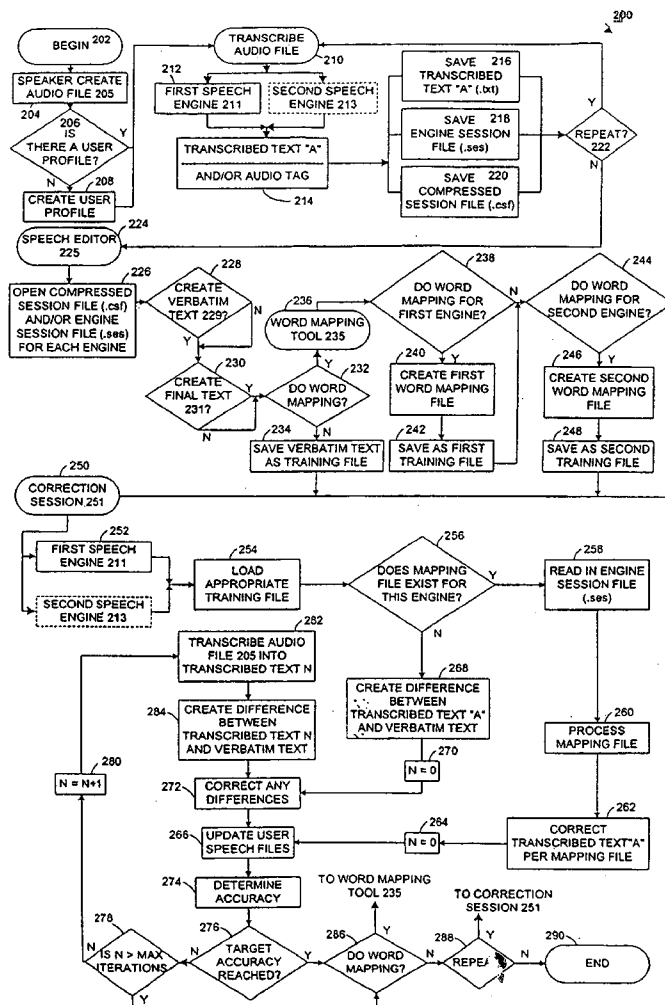 200
BEGIN 202
SPEAKER CREATE
AUDIO FILE 205
204
206
IS
THERE A USER
PROFILE?
Y
N
208
CREATE USER
PROFILE
TRANSCRIBE
AUDIO FILE
210
212
FIRST SPEECH
ENGINE 211
SECOND SPEECH
ENGINE 213
TRANSCRIBED TEXT "A"
AND/OR AUDIO TAG
214
SAVE 216
TRANSCRIBED
TEXT "A" (.txt)
SAVE 218
ENGINE SESSION
FILE (.ses)
SAVE 220
COMPRESSED
SESSION FILE (.csf)
Y
REPEAT?
222
N
224
SPEECH EDITOR
225
226
OPEN COMPRESSED
SESSION FILE (.csf)
AND/OR ENGINE
SESSION FILE (.ses)
FOR EACH ENGINE
228
CREATE
VERBATIM
TEXT 229?
N
Y
230
CREATE
FINAL TEXT
231?
Y
N
236
WORD MAPPING
TOOL 235
Y
232
DO WORD
MAPPING?
N
234
SAVE VERBATIM TEXT
AS TRAINING FILE
238
DO WORD
MAPPING FOR
FIRST ENGINE?
N
Y
240
CREATE FIRST
WORD MAPPING
FILE
242
SAVE AS FIRST
TRAINING FILE
244
DO WORD
MAPPING FOR
SECOND ENGINE?
Y
N
246
CREATE SECOND
WORD MAPPING
FILE
248
SAVE AS SECOND
TRAINING FILE
250
CORRECTION
SESSION 251
252
FIRST SPEECH
ENGINE 211
SECOND SPEECH
ENGINE 213
254
LOAD
APPROPRIATE
TRAINING FILE
256
DOES MAPPING
FILE EXIST FOR
THIS ENGINE?
Y
N
258
READ IN ENGINE
SESSION FILE
(.ses)
260
PROCESS
MAPPING FILE
262
CORRECT
TRANSCRIBED TEXT"A"
PER MAPPING FILE
264
N = 0
268
CREATE DIFFERENCE
BETWEEN
TRANSCRIBED TEXT "A"
AND VERBATIM TEXT
270
N = 0
282
TRANSCRIBE AUDIO
FILE 205 INTO
TRANSCRIBED TEXT N
284
CREATE DIFFERENCE
BETWEEN
TRANSCRIBED TEXT N
AND VERBATIM TEXT
280
N = N+1
272
CORRECT ANY
DIFFERENCES
266
UPDATE USER
SPEECH FILES
274
DETERMINE
ACCURACY
278
N
IS N > MAX
ITERATIONS
Y
276
N
TARGET
ACCURACY
REACHED?
Y
TO WORD MAPPING
TOOL 235
286
Y
DO WORD
MAPPING?
N
TO CORRECTION
SESSION 251
288
Y
N
290
END